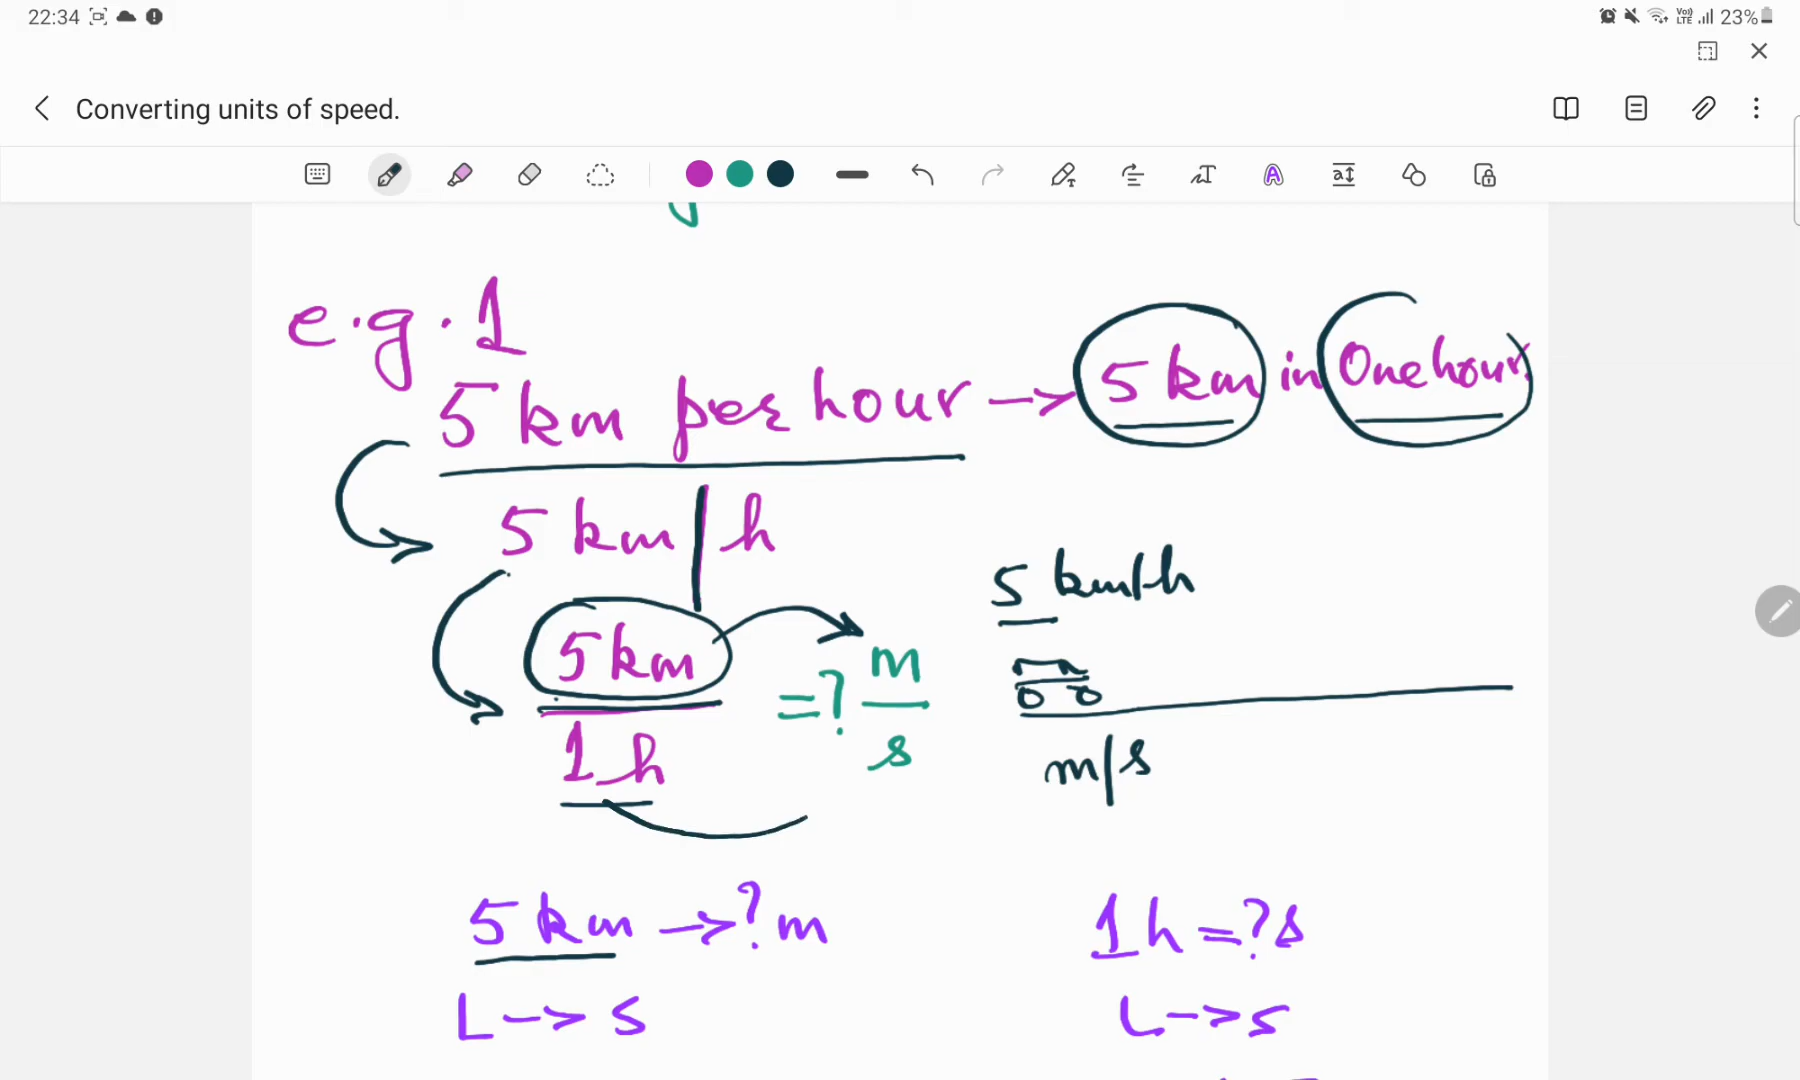 22:34
23%
Converting units of speed.
e.g.1
5 km per hour → 5 km in One hour.
5 km/h
5 km/h
5 km
1 h
=? m
s
m/s
5 km → ? m
1 h = ? s
L → s
L → s